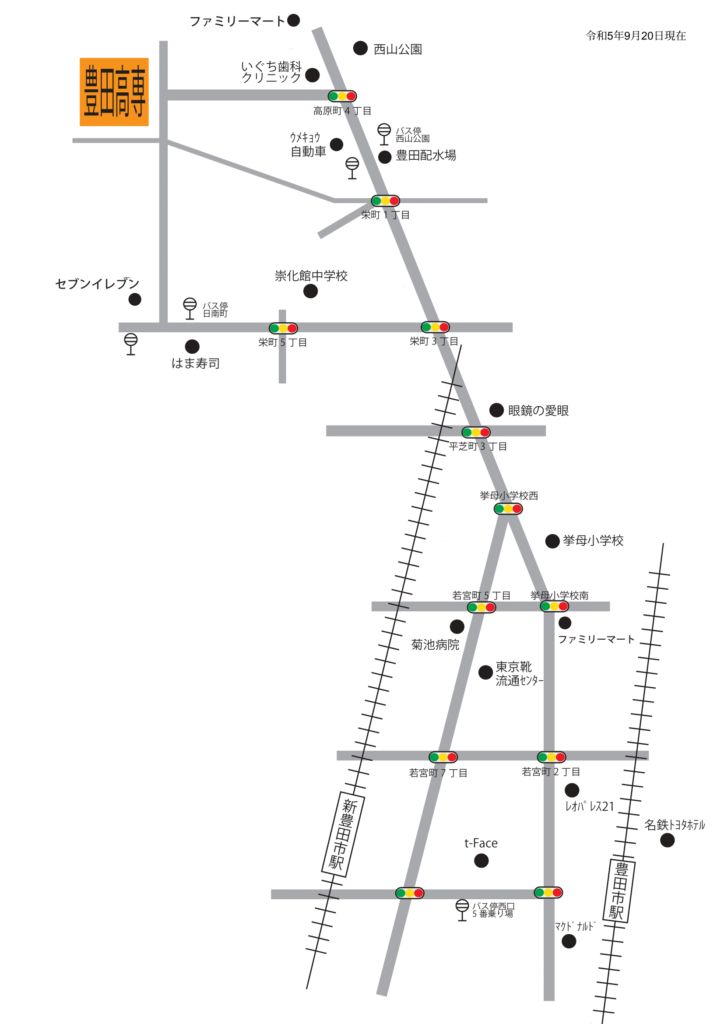 ファミリーマート
令和5年9月20日現在
西山公園
いぐち歯科
クリニック
豊田高専
高原町4丁目
ｳﾒｷｮｳ
自動車
バス停
西山公園
豊田配水場
栄町1丁目
崇化館中学校
セブンイレブン
バス停
日南町
栄町5丁目
栄町3丁目
はま寿司
眼鏡の愛眼
平芝町3丁目
挙母小学校西
挙母小学校
若宮町5丁目
挙母小学校南
菊池病院
ファミリーマート
東京靴
流通ｾﾝﾀｰ
若宮町7丁目
若宮町2丁目
ﾚｵﾊﾟﾚｽ21
新豊田市駅
名鉄ﾄﾖﾀﾎﾃﾙ
t-Face
豊田市駅
バス停西口
5番乗り場
ﾏｸﾄﾞﾅﾙﾄﾞ